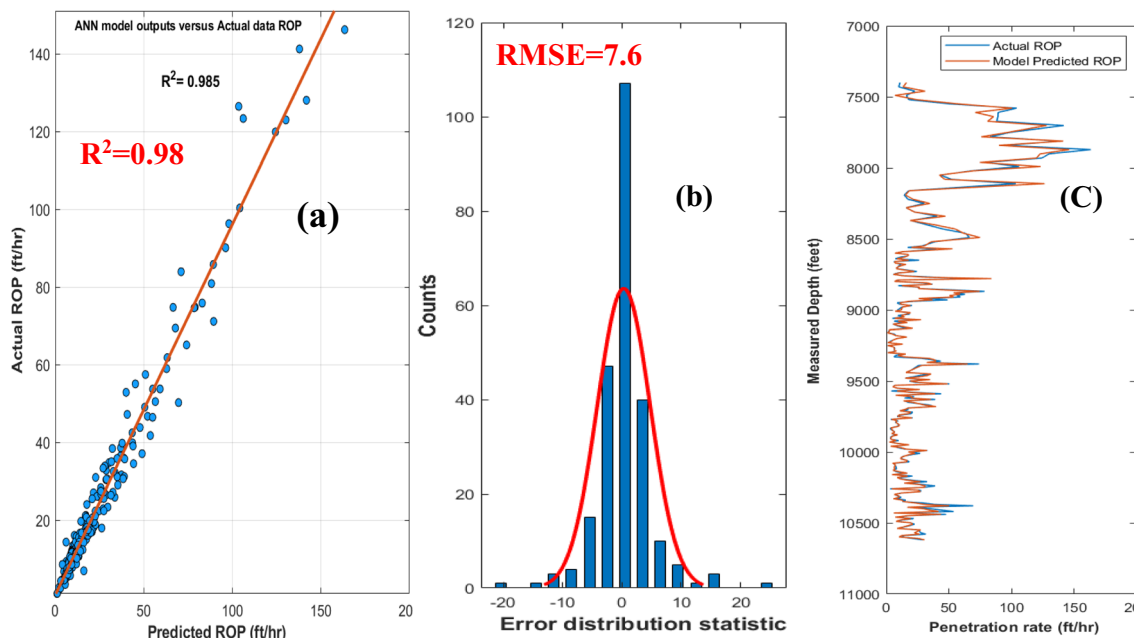 ANN model outputs versus Actual data ROP
R²= 0.985
R²=0.98
(a)
Actual ROP (ft/hr)
140
120
100
80
60
40
20
0
50
100
150
20
Predicted ROP (ft/hr)
RMSE=7.6
(b)
Counts
120
100
80
60
40
20
0
-20
-10
0
10
20
Error distribution statistic
Actual ROP
Model Predicted ROP
(C)
Measured Depth (feet)
7000
7500
8000
8500
9000
9500
10000
10500
11000
0
50
100
150
20
Penetration rate (ft/hr)